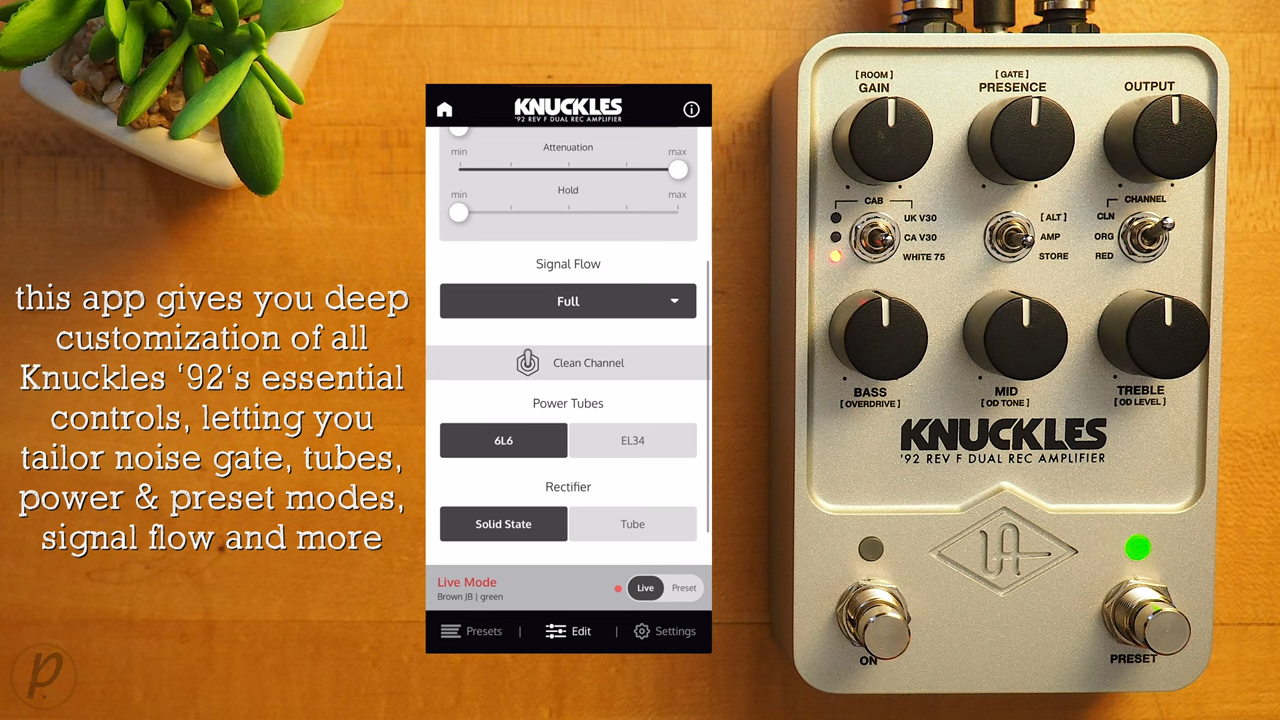 this app gives you deep
customization of all
Knuckles '92's essential
controls, letting you
tailor noise gate, tubes,
power & preset modes,
signal flow and more
p.
KNUCKLES
'92 REV F DUAL REC AMPLIFIER
Attenuation
min max
Hold
min max
Signal Flow
Full
Clean Channel
Power Tubes
6L6 EL34
Rectifier
Solid State Tube
Live Mode
Brown JB | green
Live Preset
Presets | Edit | Settings
[ROOM] [GATE]
GAIN PRESENCE OUTPUT
CAB CHANNEL
UK V30 [ALT] CLN
CA V30 AMP ORG
WHITE 75 STORE RED
BASS MID TREBLE
[OVERDRIVE] [OD TONE] [OD LEVEL]
KNUCKLES
'92 REV F DUAL REC AMPLIFIER
UA
ON PRESET